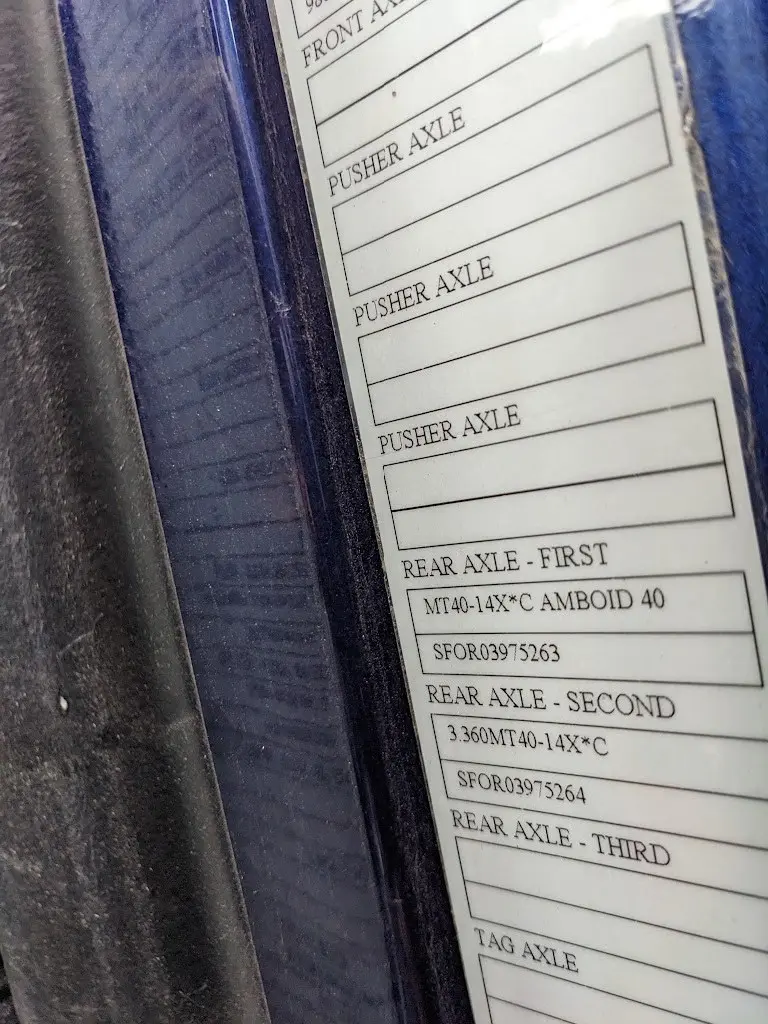 FRONT
PUSHER AXLE
PUSHER AXLE
PUSHER AXLE
REAR AXLE - FIRST
MT40-14X*C AMBOID 40
SFOR03975263
REAR AXLE - SECOND
3.360MT40-14X*C
SFOR03975264
REAR AXLE - THIRD
TAG AXLE